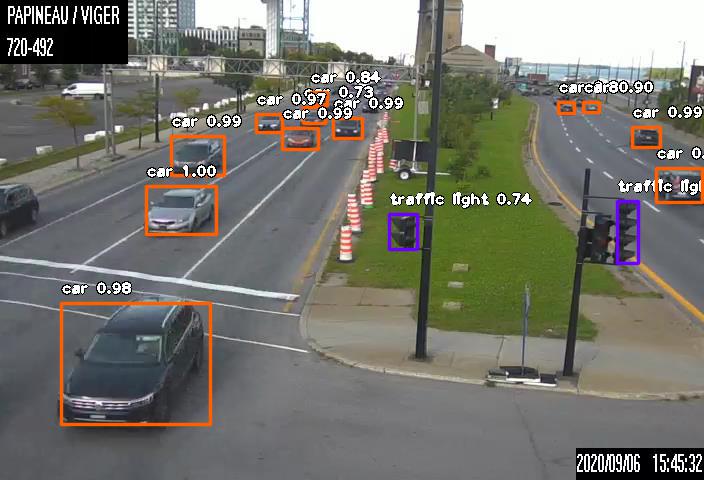 PAPINEAU / VIGER
720-492
car 0.84
0.73
car 0.97
car 0.99
car 0.99
car 0.99
car 1.00
car 0.98
car
0.90
car 0.99
car 0.
traffic light 0.74
traffic ligh
2020/09/06 15:45:32